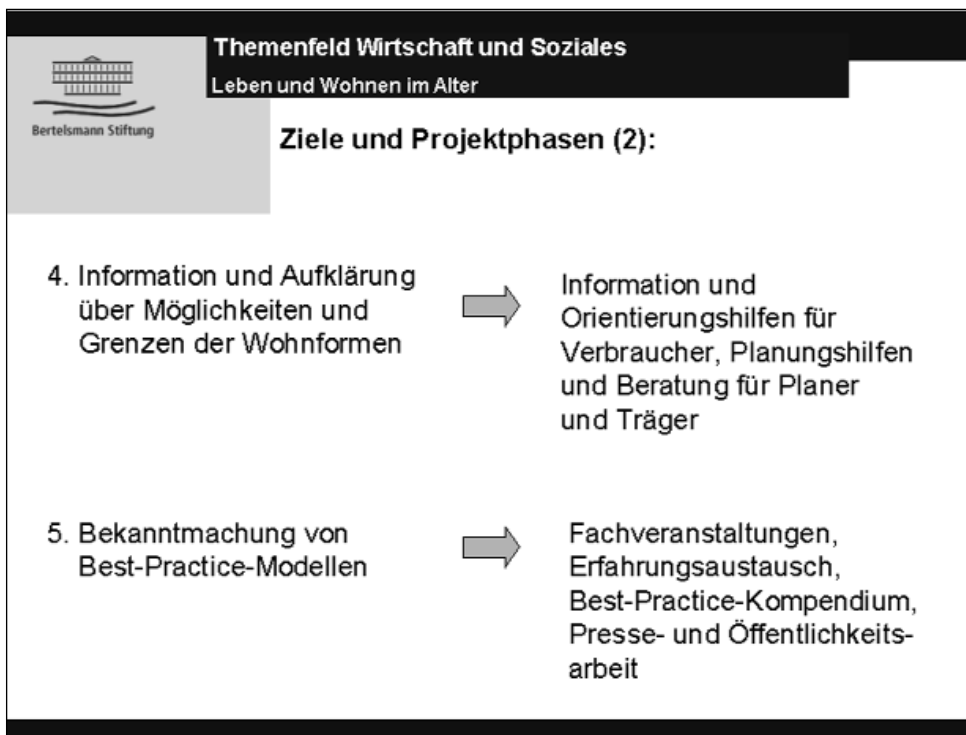 Themenfeld Wirtschaft und Soziales
Leben und Wohnen im Alter
Bertelsmann Stiftung
Ziele und Projektphasen (2):
4. Information und Aufklärung
über Möglichkeiten und
Grenzen der Wohnformen
Information und
Orientierungshilfen für
Verbraucher, Planungshilfen
und Beratung für Planer
und Träger
5. Bekanntmachung von
Best-Practice-Modellen
Fachveranstaltungen,
Erfahrungsaustausch,
Best-Practice-Kompendium,
Presse- und Öffentlichkeits-
arbeit